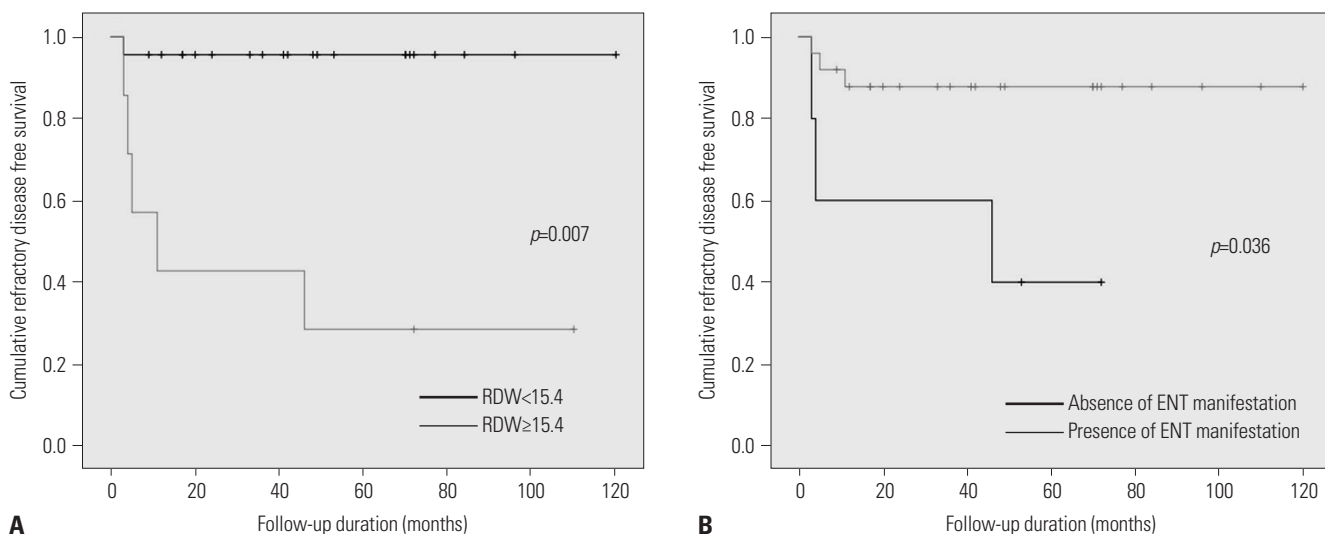 Cumulative refractory disease free survival
1.0
0.8
0.6
0.4
0.2
0.0
p=0.007
RDW<15.4
RDW≥15.4
0 20 40 60 80 100 120
Follow-up duration (months)
A
Cumulative refractory disease free survival
1.0
0.8
0.6
0.4
0.2
0.0
p=0.036
Absence of ENT manifestation
Presence of ENT manifestation
0 20 40 60 80 100 120
Follow-up duration (months)
B